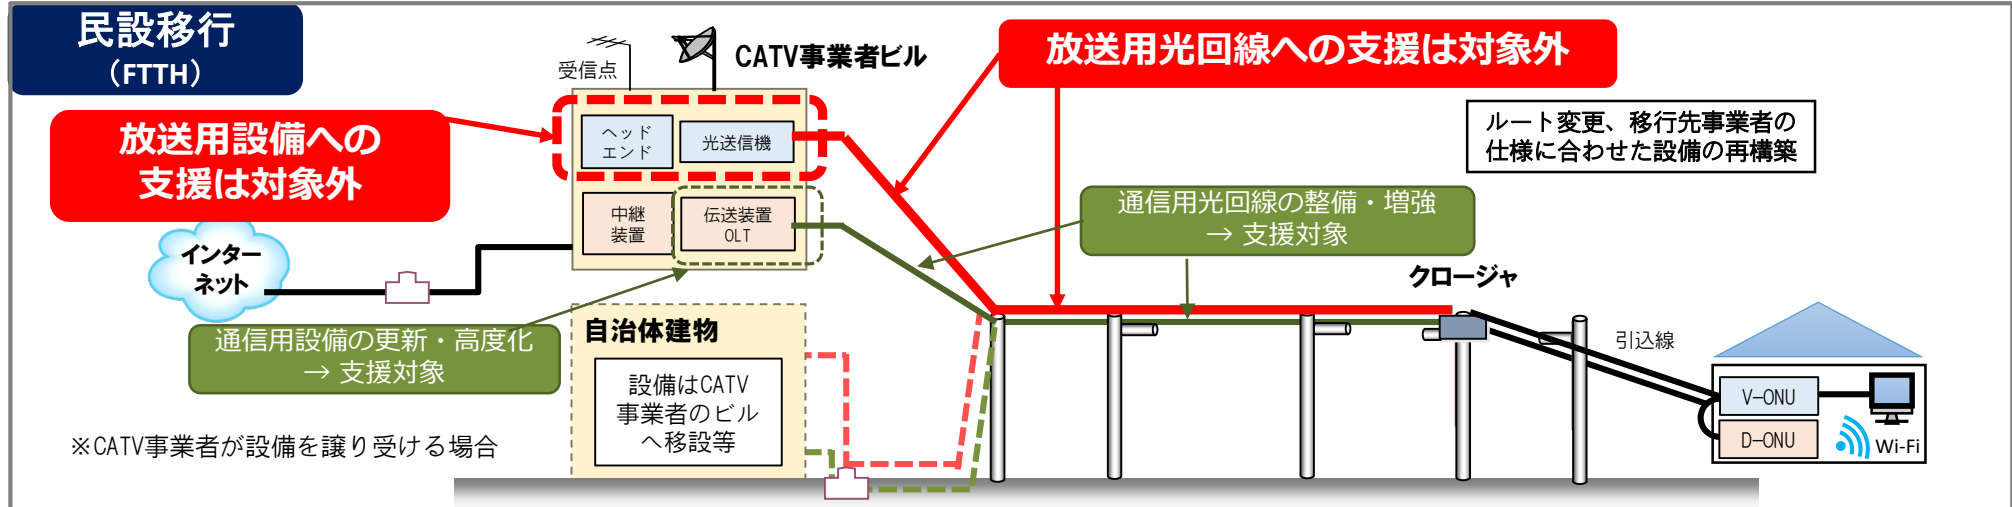 民設移行
（FTTH）
受信点
CATV事業者ビル
放送用光回線への支援は対象外
放送用設備への
支援は対象外
ヘッド
エンド
光送信機
ルート変更、移行先事業者の
仕様に合わせた設備の再構築
中継
装置
伝送装置
OLT
通信用光回線の整備・増強
→ 支援対象
インター
ネット
クロージャ
通信用設備の更新・高度化
→ 支援対象
自治体建物
設備はCATV
事業者のビル
へ移設等
引込線
V-ONU
D-ONU
Wi-Fi
※CATV事業者が設備を譲り受ける場合